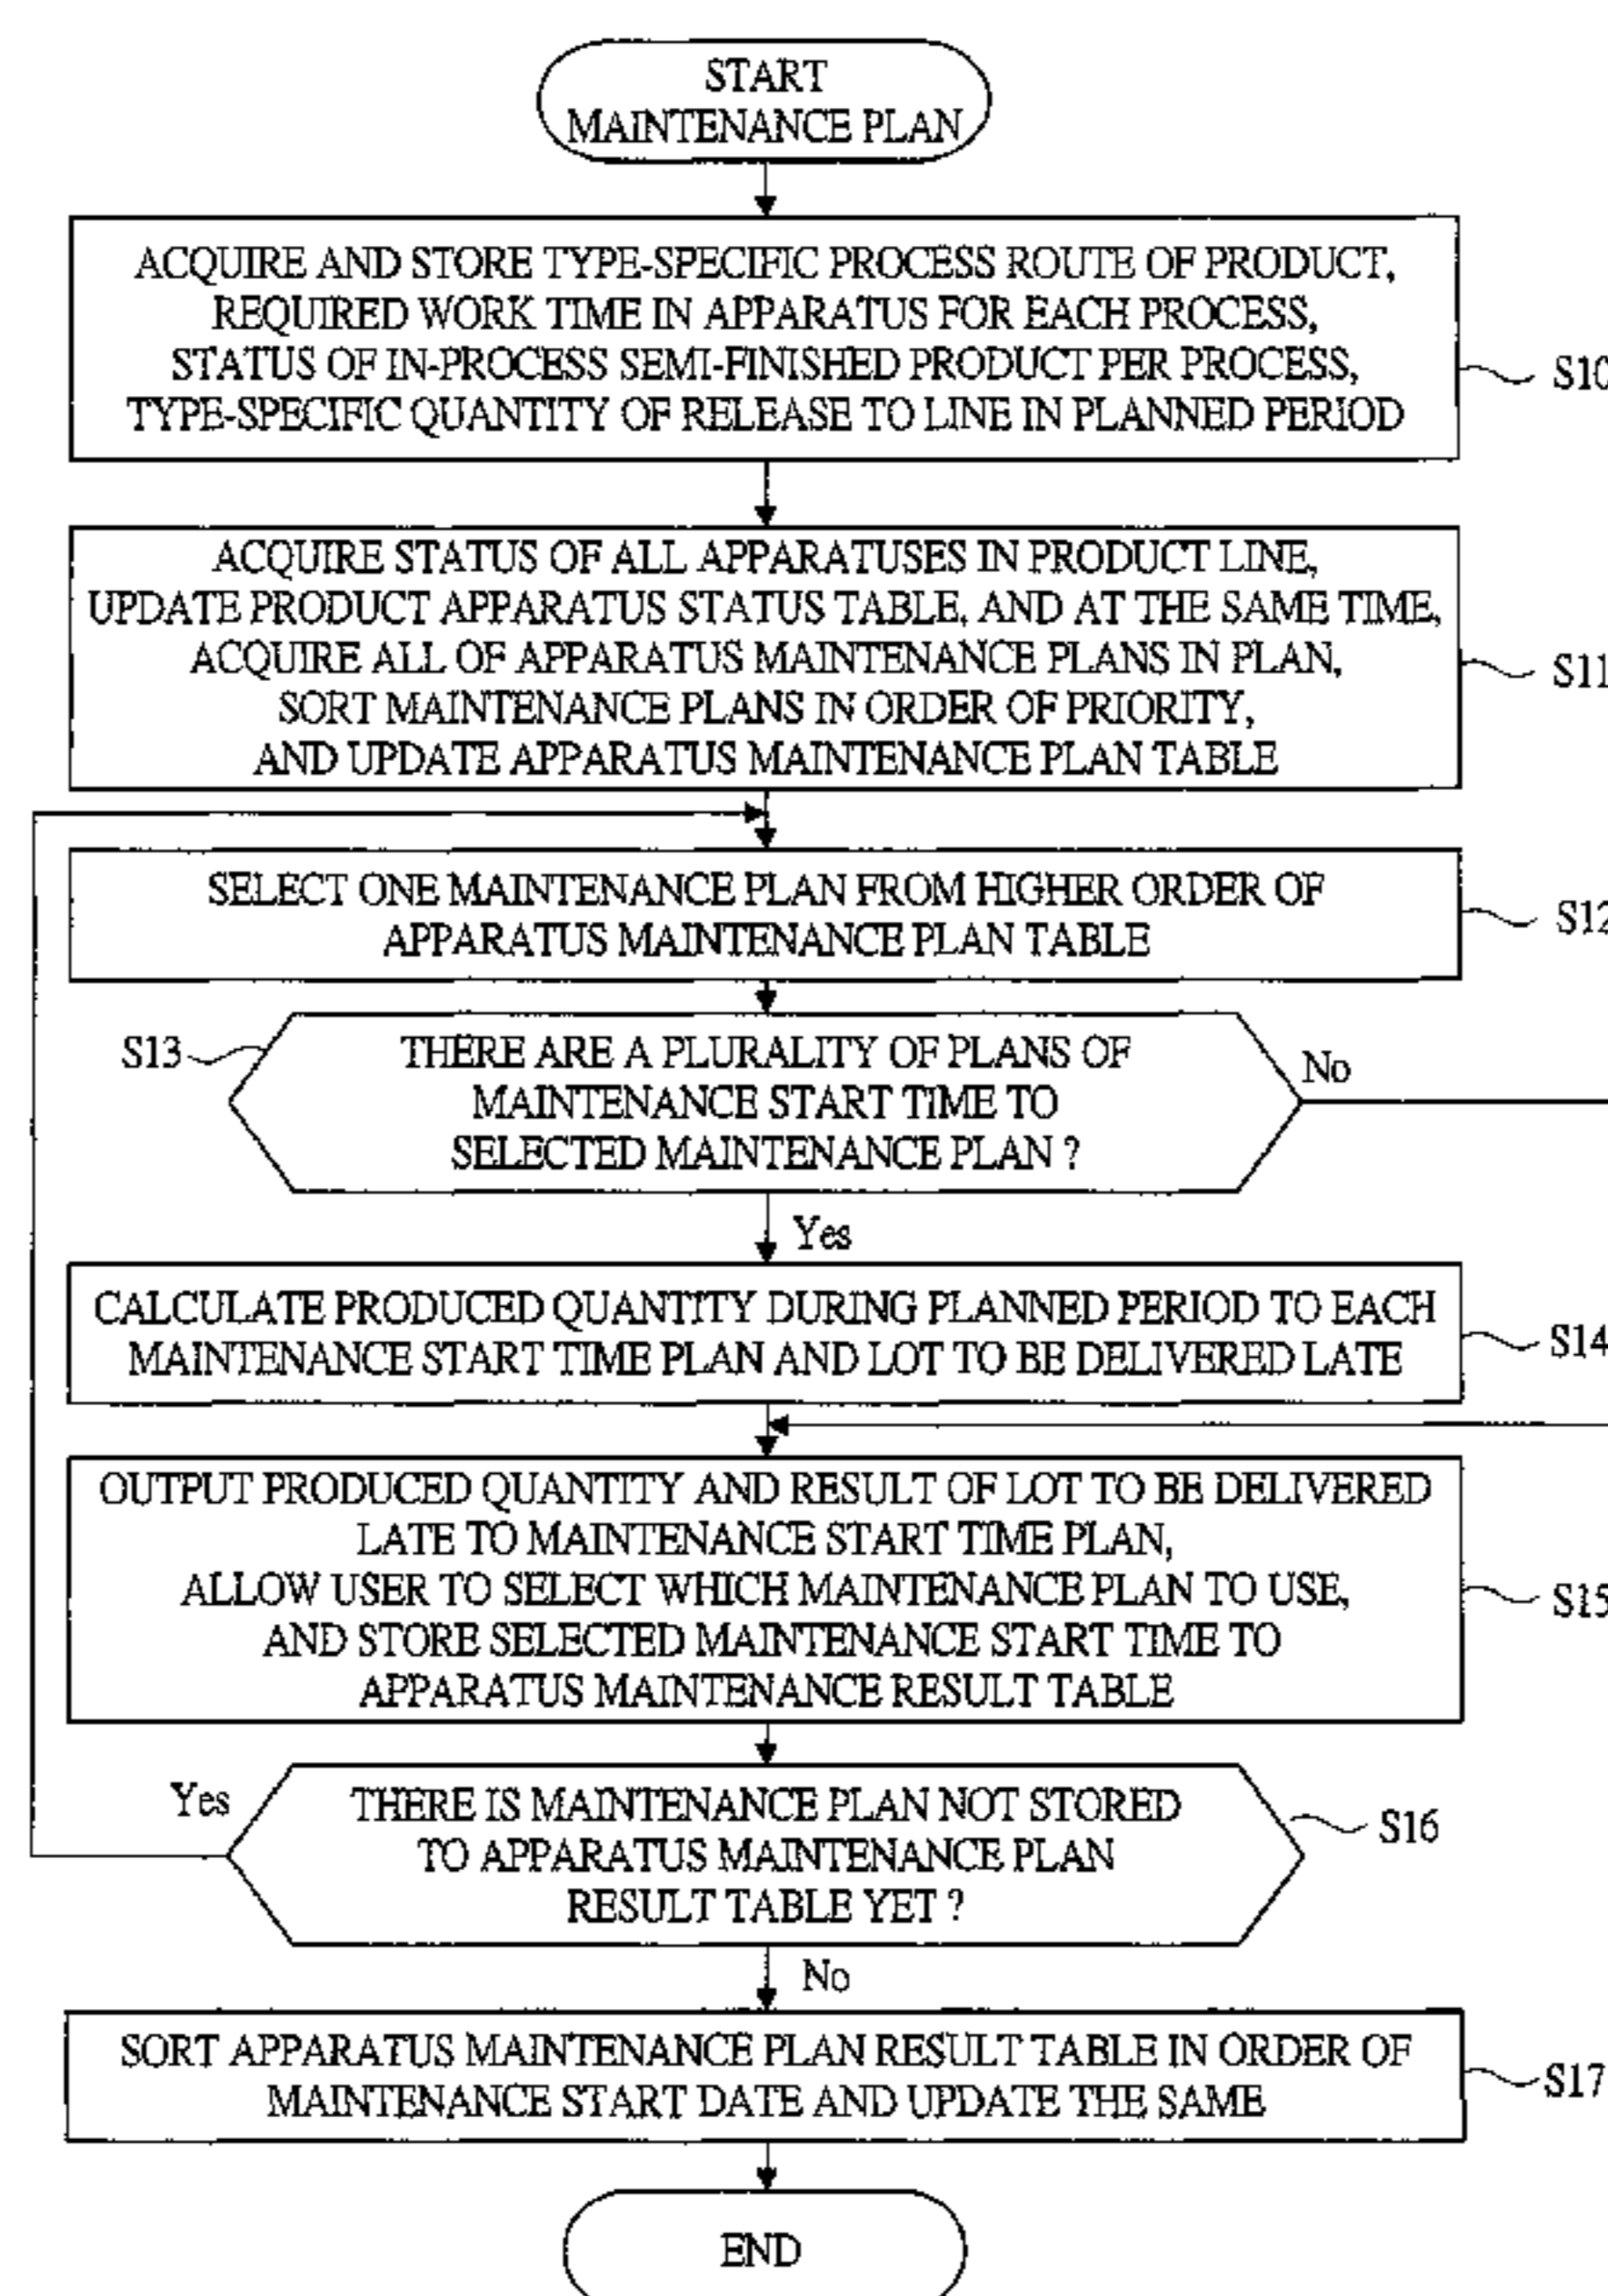 START
MAINTENANCE PLAN
ACQUIRE AND STORE TYPE-SPECIFIC PROCESS ROUTE OF PRODUCT,
REQUIRED WORK TIME IN APPARATUS FOR EACH PROCESS,
STATUS OF IN-PROCESS SEMI-FINISHED PRODUCT PER PROCESS,
TYPE-SPECIFIC QUANTITY OF RELEASE TO LINE IN PLANNED PERIOD
S10
ACQUIRE STATUS OF ALL APPARATUSES IN PRODUCT LINE,
UPDATE PRODUCT APPARATUS STATUS TABLE, AND AT THE SAME TIME,
ACQUIRE ALL OF APPARATUS MAINTENANCE PLANS IN PLAN,
SORT MAINTENANCE PLANS IN ORDER OF PRIORITY,
AND UPDATE APPARATUS MAINTENANCE PLAN TABLE
S11
SELECT ONE MAINTENANCE PLAN FROM HIGHER ORDER OF
APPARATUS MAINTENANCE PLAN TABLE
S12
S13
THERE ARE A PLURALITY OF PLANS OF
MAINTENANCE START TIME TO
SELECTED MAINTENANCE PLAN ?
No
Yes
CALCULATE PRODUCED QUANTITY DURING PLANNED PERIOD TO EACH
MAINTENANCE START TIME PLAN AND LOT TO BE DELIVERED LATE
S14
OUTPUT PRODUCED QUANTITY AND RESULT OF LOT TO BE DELIVERED
LATE TO MAINTENANCE START TIME PLAN,
ALLOW USER TO SELECT WHICH MAINTENANCE PLAN TO USE,
AND STORE SELECTED MAINTENANCE START TIME TO
APPARATUS MAINTENANCE RESULT TABLE
S15
Yes
THERE IS MAINTENANCE PLAN NOT STORED
TO APPARATUS MAINTENANCE PLAN
RESULT TABLE YET ?
S16
No
SORT APPARATUS MAINTENANCE PLAN RESULT TABLE IN ORDER OF
MAINTENANCE START DATE AND UPDATE THE SAME
S17
END